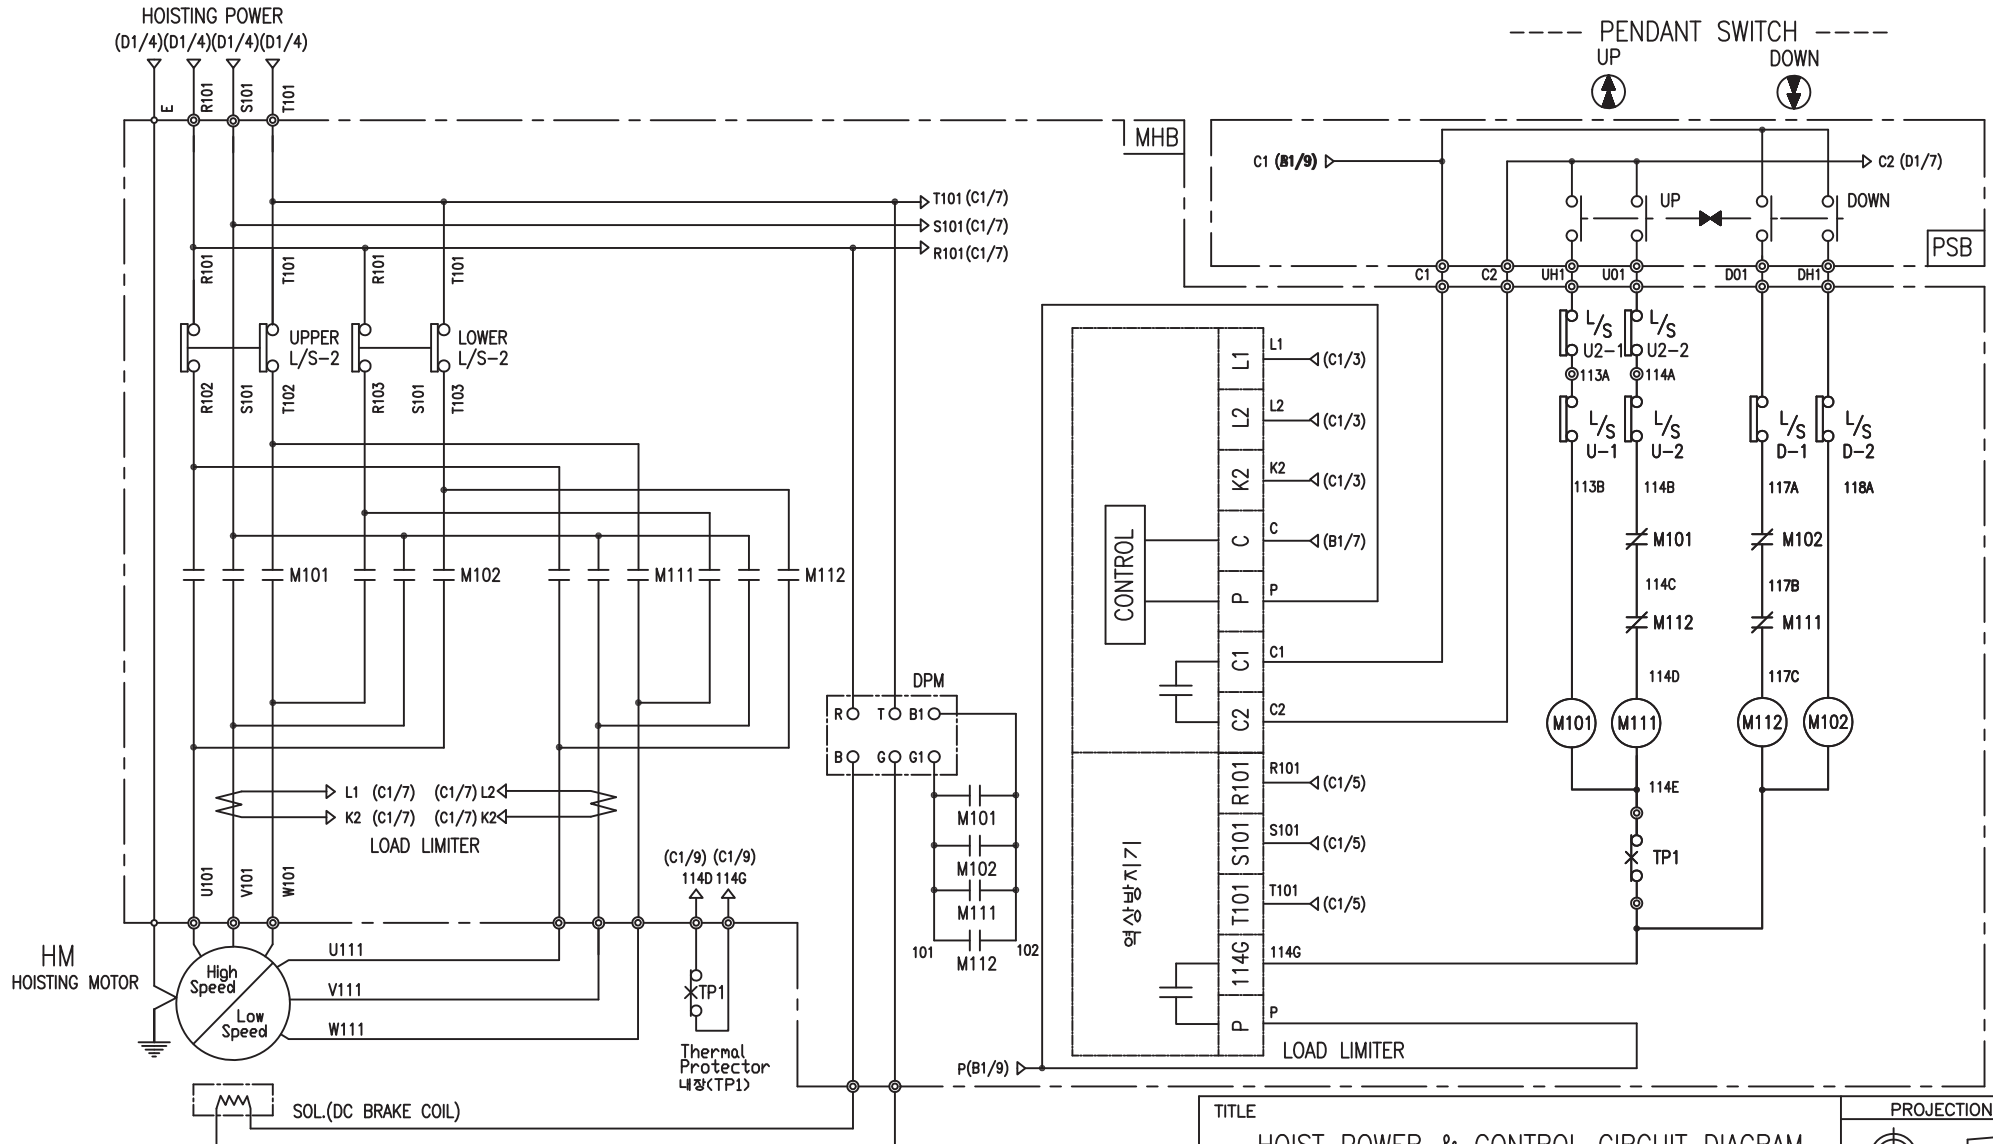 HOISTING POWER
(D1/4)(D1/4)(D1/4)(D1/4)
E
R101
S101
T101
MHB
---- PENDANT SWITCH ----
UP
DOWN
C1
C2 (D1/7)
UP
DOWN
PSB
C1
C2
UH1
U01
D01
DH1
T101(C1/7)
S101(C1/7)
R101(C1/7)
R101
T101
R101
T101
UPPER
L/S-2
LOWER
L/S-2
R102
S101
T102
R103
S101
T103
M101
M102
M111
M112
L1 (C1/7) (C1/7) L2
K2 (C1/7) (C1/7) K2
LOAD LIMITER
U101
V101
W101
HM
HOISTING MOTOR
High
Speed
Low
Speed
U111
V111
W111
(C1/9) (C1/9)
114D 114G
TP1
Thermal
Protector
내장(TP1)
SOL.(DC BRAKE COIL)
DPM
R
T
B1
B
G
G1
M101
M102
M111
M112
101
102
P(B1/9)
CONTROL
역상방지기
L1
L1
(C1/3)
L2
L2
(C1/3)
K2
K2
(C1/3)
C
C
(B1/7)
P
P
C1
C1
C2
C2
R101
R101
(C1/5)
S101
S101
(C1/5)
T101
T101
(C1/5)
114G
114G
P
P
LOAD LIMITER
L/S
U2-1
L/S
U2-2
113A
114A
L/S
U-1
L/S
U-2
L/S
D-1
L/S
D-2
113B
114B
117A
118A
M101
M102
114C
117B
M112
M111
114D
117C
M101
M111
M112
M102
114E
TP1
TITLE
HOIST POWER & CONTROL CIRCUIT DIAGRAM
PROJECTION